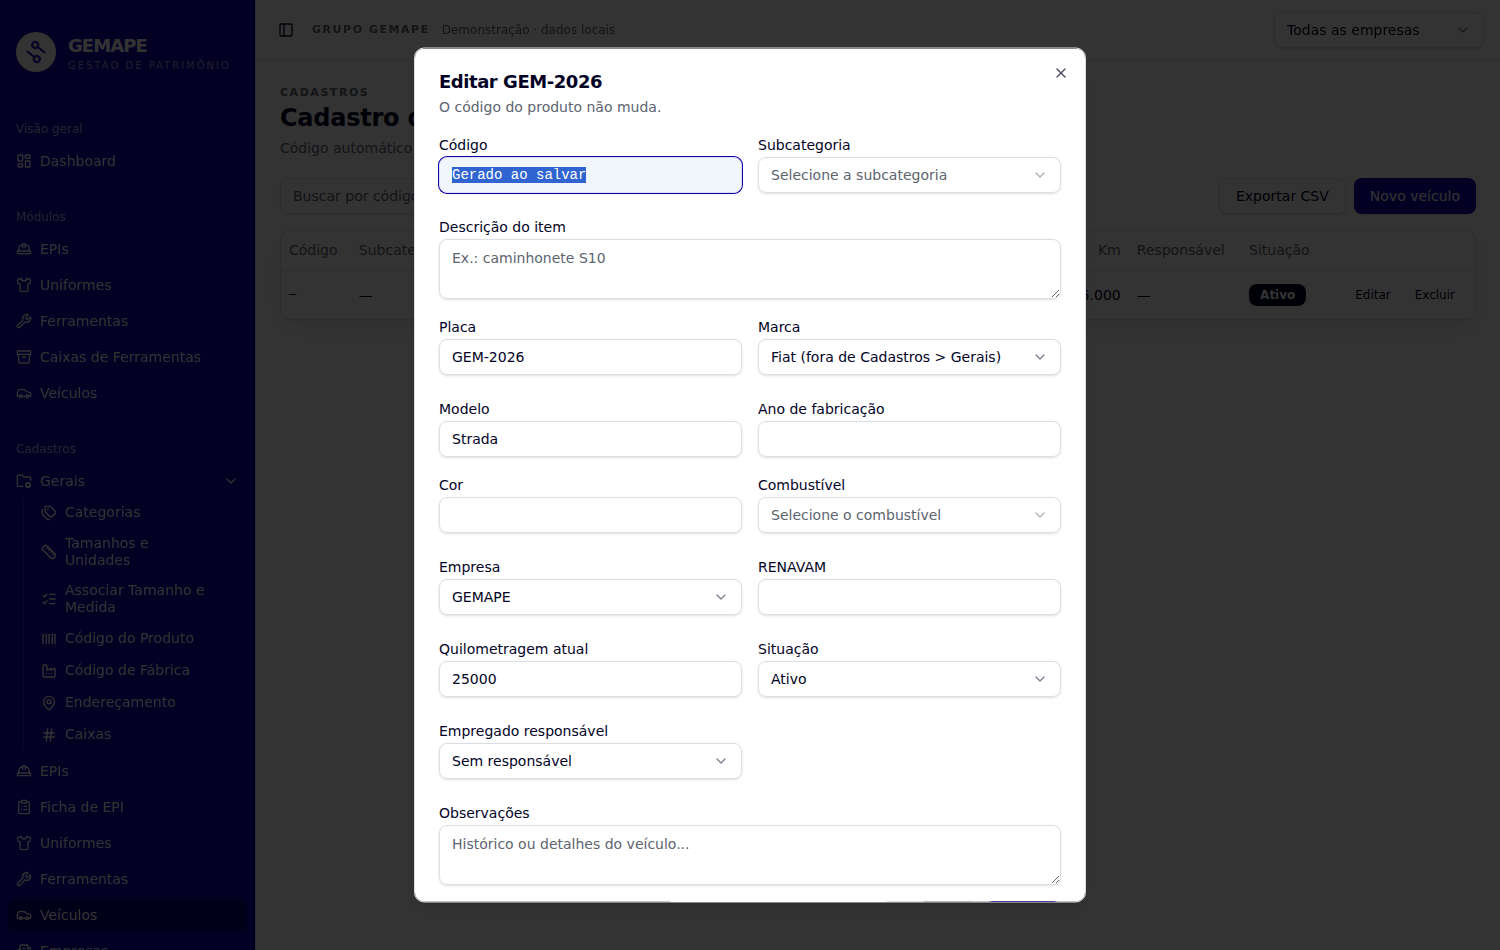 GEMAPE
GESTÃO DE PATRIMÔNIO
Visão geral
Dashboard
Módulos
EPIs
Uniformes
Ferramentas
Caixas de Ferramentas
Veículos
Cadastros
Gerais
Categorias
Tamanhos e
Unidades
Associar Tamanho e
Medida
Código do Produto
Código de Fábrica
Endereçamento
Caixas
EPIs
Ficha de EPI
Uniformes
Ferramentas
Veículos
Empresas
GRUPO GEMAPE
Demonstração · dados locais
Todas as empresas
CADASTROS
Cadastro
Código automático
Buscar por código
Exportar CSV
Novo veículo
Código
Subcate
Km
Responsável
Situação
—
—
5.000
—
Ativo
Editar
Excluir
Editar GEM-2026
O código do produto não muda.
Código
Subcategoria
Gerado ao salvar
Selecione a subcategoria
Descrição do item
Ex.: caminhonete S10
Placa
Marca
GEM-2026
Fiat (fora de Cadastros > Gerais)
Modelo
Ano de fabricação
Strada
Cor
Combustível
Selecione o combustível
Empresa
RENAVAM
GEMAPE
Quilometragem atual
Situação
25000
Ativo
Empregado responsável
Sem responsável
Observações
Histórico ou detalhes do veículo...